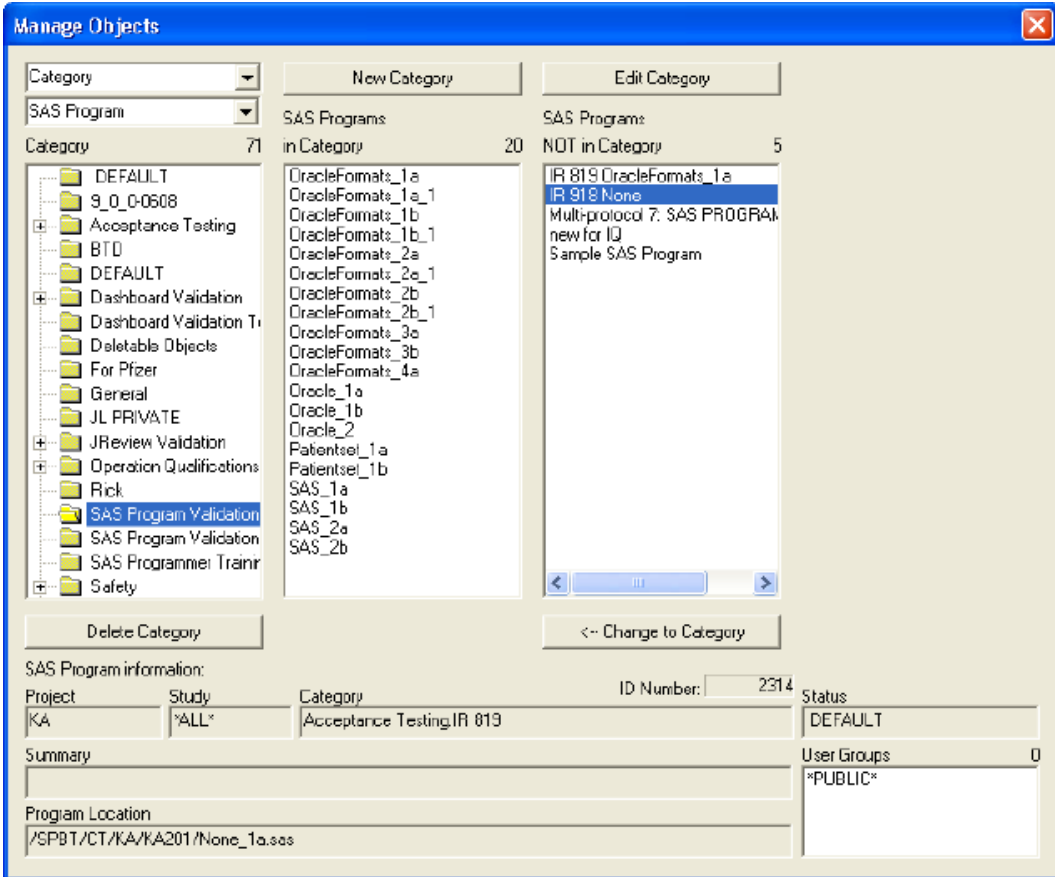 Manage Objects
Category
New Category
Edit Category
SAS Program
SAS Programs
SAS Programs
Category 71
in Category 20
NOT in Category 5
DEFAULT
9_0_0-0608
Acceptance Testing
BTD
DEFAULT
Dashboard Validation
Dashboard Validation T
Deletable Objects
For Pfizer
General
JL PRIVATE
JReview Validation
Operation Qualifications
Rick
SAS Program Validation
SAS Program Validation
SAS Programmer Trainin
Safety
OracleFormats_1a
OracleFormats_1a_1
OracleFormats_1b
OracleFormats_1b_1
OracleFormats_2a
OracleFormats_2a_1
OracleFormats_2b
OracleFormats_2b_1
OracleFormats_3a
OracleFormats_3b
OracleFormats_4a
Oracle_1a
Oracle_1b
Oracle_2
Patientset_1a
Patientset_1b
SAS_1a
SAS_1b
SAS_2a
SAS_2b
IR 819 OracleFormats_1a
IR 918 None
Multi-protocol 7: SAS PROGRAM
new for IQ
Sample SAS Program
Delete Category
<-- Change to Category
SAS Program information:
Project
Study
Category
ID Number: 2314
Status
KA
*ALL*
Acceptance Testing.IR 819
DEFAULT
Summary
User Groups 0
*PUBLIC*
Program Location
/SPBT/CT/KA/KA201/None_1a.sas